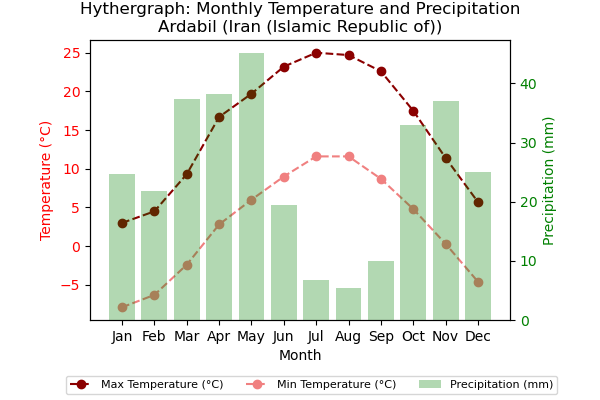 Hythergraph: Monthly Temperature and Precipitation
Ardabil (Iran (Islamic Republic of))
Temperature (°C)
25
20
15
10
5
0
−5
Precipitation (mm)
40
30
20
10
0
Jan Feb Mar Apr May Jun Jul Aug Sep Oct Nov Dec
Month
Max Temperature (°C) Min Temperature (°C) Precipitation (mm)